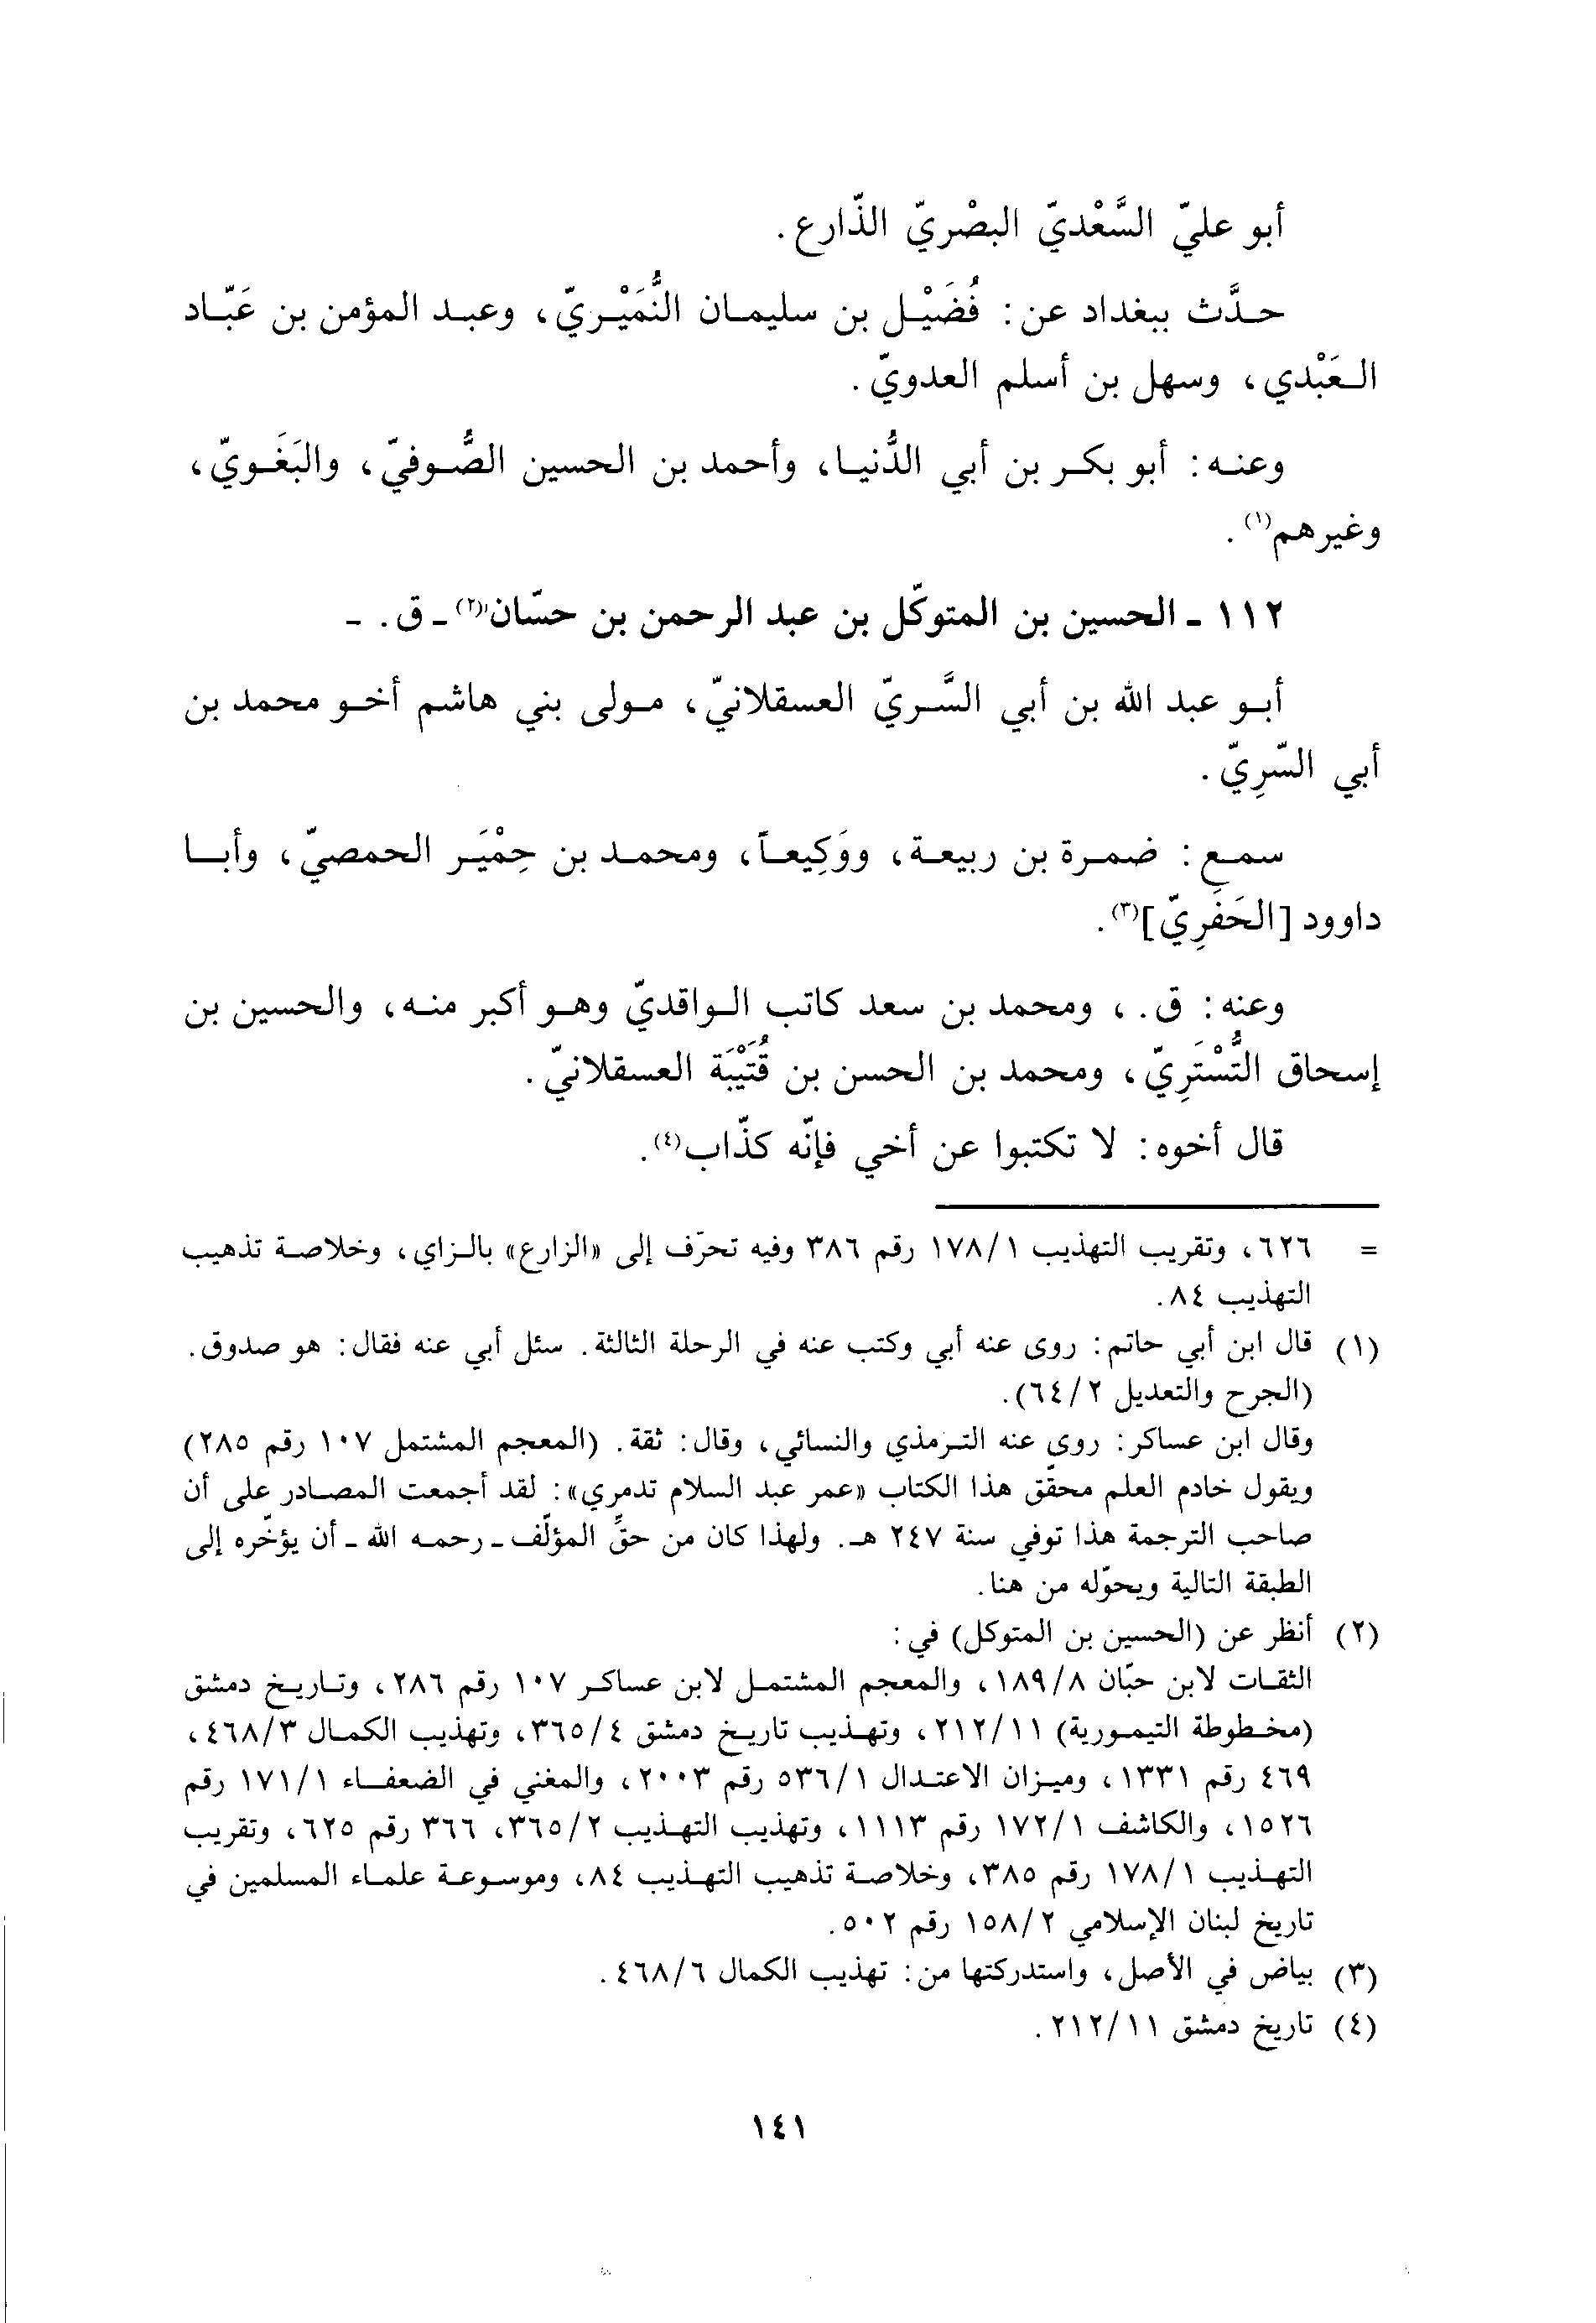 أبو عليّ السَّعْديّ البصْريّ الذّارع.
حدَّث ببغداد عن: فُضَيْل بن سليمان النُّمَيْريّ، وعبد المؤمن بن عَبّاد
العَبْدي، وسهل بن أسلم العدويّ.
وعنه: أبو بكر بن أبي الدُّنيا، وأحمد بن الحسين الصُّوفيّ، والبَغَويّ،
وغيرهم(١).
١١٢ - الحسين بن المتوكّل بن عبد الرحمن بن حسّان(٢) - ق. -
أبو عبد الله بن أبي السَّريّ العسقلانيّ، مولى بني هاشم أخو محمد بن
أبي السّرِيّ.
سمع: ضمرة بن ربيعة، ووَكِيعاً، ومحمد بن حِمْيَر الحمصيّ، وأبا
داوود [الحَفَرِيّ](٣).
وعنه: ق.، ومحمد بن سعد كاتب الواقديّ وهو أكبر منه، والحسين بن
إسحاق التُّسْتَرِيّ، ومحمد بن الحسن بن قُتَيْبَة العسقلانيّ.
قال أخوه: لا تكتبوا عن أخي فإنّه كذّاب(٤).
= ٦٢٦، وتقريب التهذيب ١٧٨/١ رقم ٣٨٦ وفيه تحرّف إلى «الزارع» بالزاي، وخلاصة تذهيب
التهذيب ٨٤.
(١) قال ابن أبي حاتم: روى عنه أبي وكتب عنه في الرحلة الثالثة. سئل أبي عنه فقال: هو صدوق.
(الجرح والتعديل ٦٤/٢).
وقال ابن عساكر: روى عنه الترمذي والنسائي، وقال: ثقة. (المعجم المشتمل ١٠٧ رقم ٢٨٥)
ويقول خادم العلم محقّق هذا الكتاب «عمر عبد السلام تدمري»: لقد أجمعت المصادر على أن
صاحب الترجمة هذا توفي سنة ٢٤٧ هـ. ولهذا كان من حقِّ المؤلّف - رحمه الله - أن يؤخّره إلى
الطبقة التالية ويحوّله من هنا.
(٢) أنظر عن (الحسين بن المتوكل) في:
الثقات لابن حبّان ١٨٩/٨، والمعجم المشتمل لابن عساكر ١٠٧ رقم ٢٨٦، وتاريخ دمشق
(مخطوطة التيمورية) ٢١٢/١١، وتهذيب تاريخ دمشق ٣٦٥/٤، وتهذيب الكمال ٤٦٨/٣،
٤٦٩ رقم ١٣٣١، وميزان الاعتدال ٥٣٦/١ رقم ٢٠٠٣، والمغني في الضعفاء ١٧١/١ رقم
١٥٢٦، والكاشف ١٧٢/١ رقم ١١١٣، وتهذيب التهذيب ٣٦٥/٢، ٣٦٦ رقم ٦٢٥، وتقريب
التهذيب ١٧٨/١ رقم ٣٨٥، وخلاصة تذهيب التهذيب ٨٤، وموسوعة علماء المسلمين في
تاريخ لبنان الإسلامي ١٥٨/٢ رقم ٥٠٢.
(٣) بياض في الأصل، واستدركتها من: تهذيب الكمال ٤٦٨/٦.
(٤) تاريخ دمشق ٢١٢/١١.
١٤١